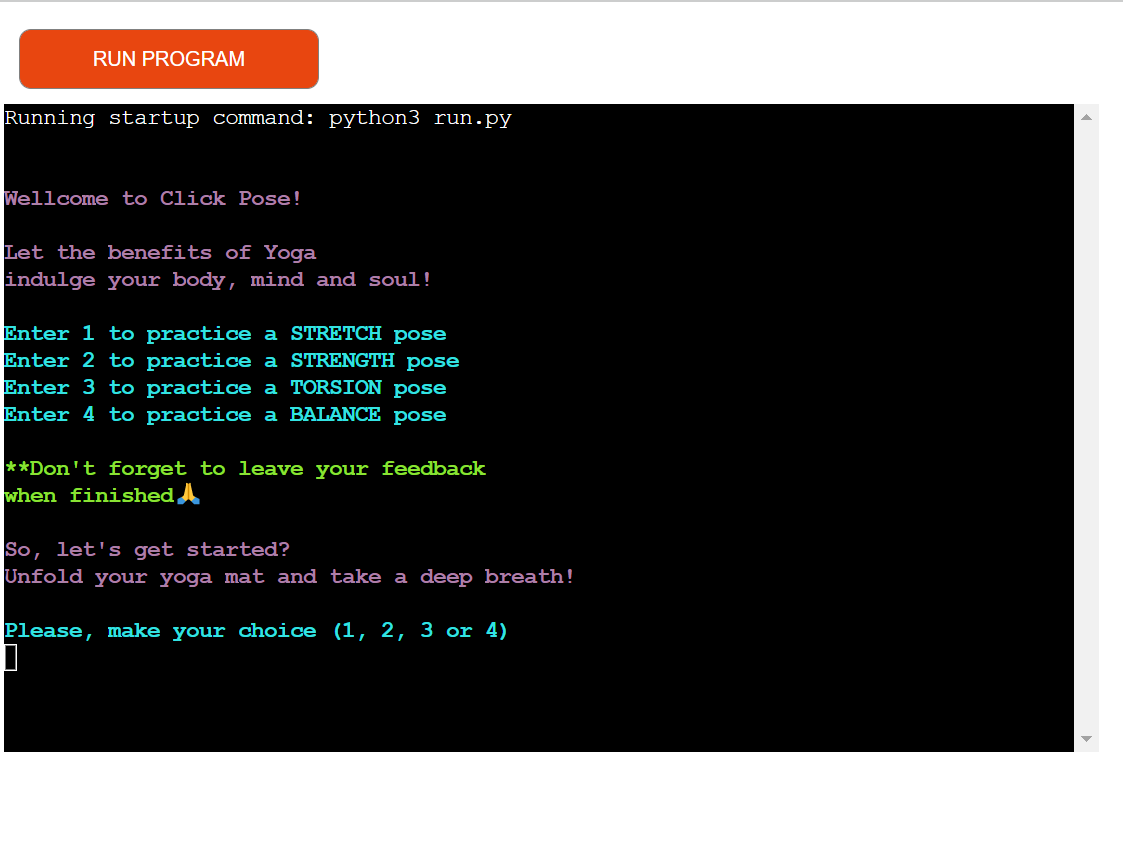 RUN PROGRAM
Running startup command: python3 run.py
Wellcome to Click Pose!
Let the benefits of Yoga
indulge your body, mind and soul!
Enter 1 to practice a STRETCH pose
Enter 2 to practice a STRENGTH pose
Enter 3 to practice a TORSION pose
Enter 4 to practice a BALANCE pose
**Don't forget to leave your feedback
when finished🙏
So, let's get started?
Unfold your yoga mat and take a deep breath!
Please, make your choice (1, 2, 3 or 4)